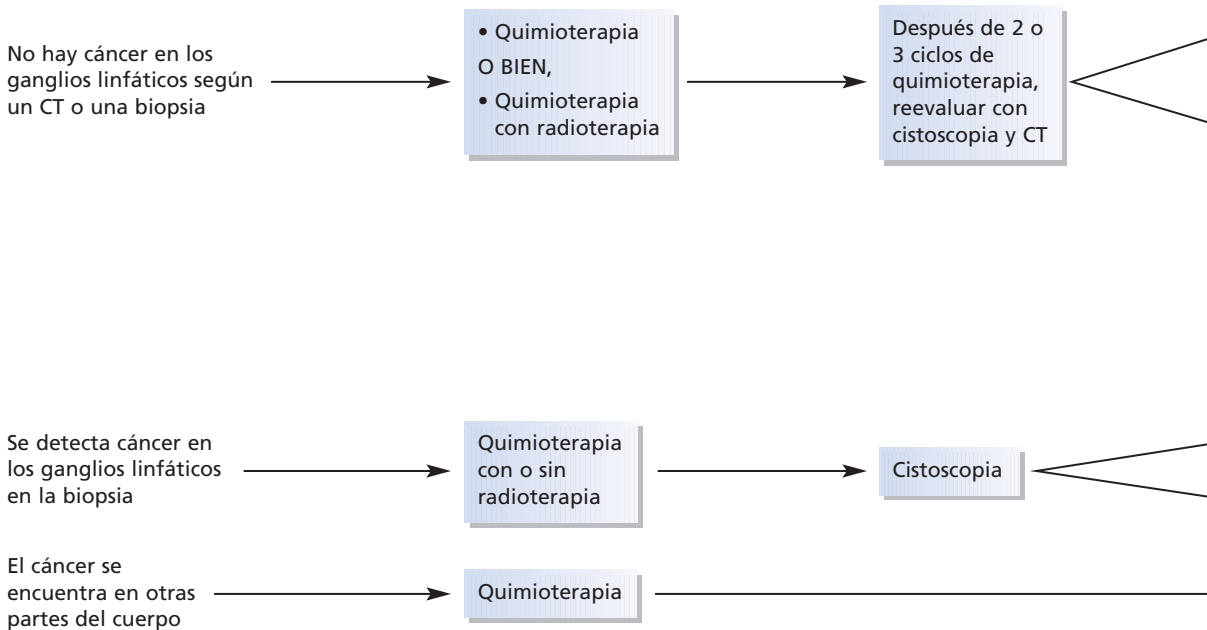 No hay cáncer en los
ganglios linfáticos según
un CT o una biopsia
• Quimioterapia
O BIEN,
• Quimioterapia
con radioterapia
Después de 2 o
3 ciclos de
quimioterapia,
reevaluar con
cistoscopia y CT
Se detecta cáncer en
los ganglios linfáticos
en la biopsia
Quimioterapia
con o sin
radioterapia
Cistoscopia
El cáncer se
encuentra en otras
partes del cuerpo
Quimioterapia